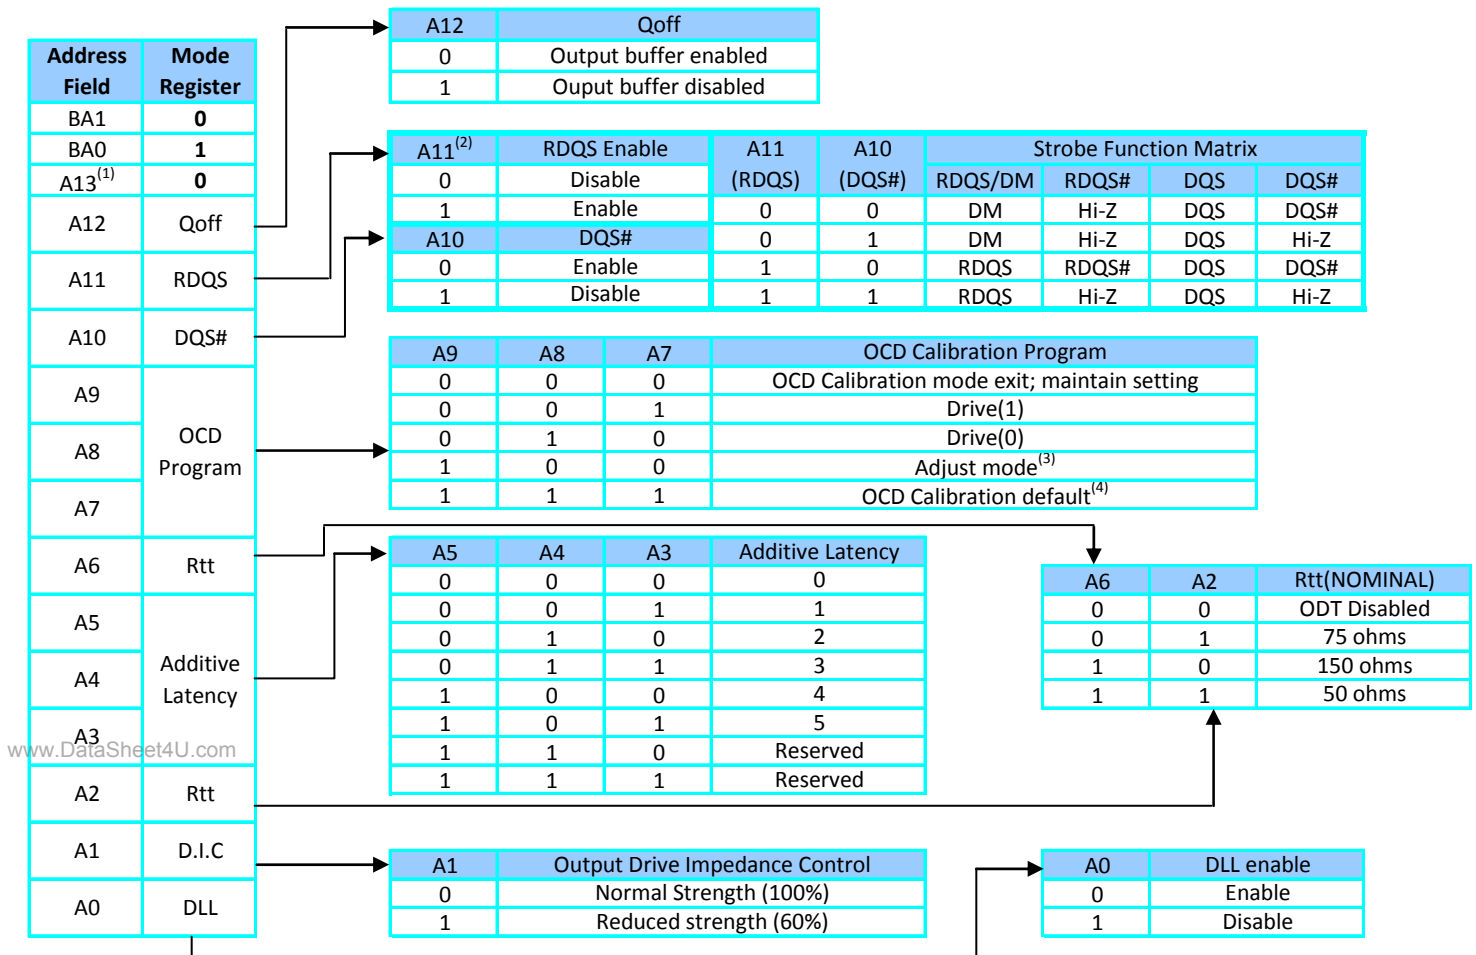 Address Field | Mode Register
BA1 | 0
BA0 | 1
A13(1) | 0
A12 | Qoff
A11 | RDQS
A10 | DQS#
A9
A8 | OCD Program
A7
A6 | Rtt
A5
A4 | Additive Latency
A3
A2 | Rtt
A1 | D.I.C
A0 | DLL
www.DataSheet4U.com
A12 | Qoff
0 | Output buffer enabled
1 | Ouput buffer disabled
A11(2) | RDQS Enable
0 | Disable
1 | Enable
A10 | DQS#
0 | Enable
1 | Disable
A11 (RDQS) | A10 (DQS#) | Strobe Function Matrix
RDQS/DM | RDQS# | DQS | DQS#
0 | 0 | DM | Hi-Z | DQS | DQS#
0 | 1 | DM | Hi-Z | DQS | Hi-Z
1 | 0 | RDQS | RDQS# | DQS | DQS#
1 | 1 | RDQS | Hi-Z | DQS | Hi-Z
A9 | A8 | A7 | OCD Calibration Program
0 | 0 | 0 | OCD Calibration mode exit; maintain setting
0 | 0 | 1 | Drive(1)
0 | 1 | 0 | Drive(0)
1 | 0 | 0 | Adjust mode(3)
1 | 1 | 1 | OCD Calibration default(4)
A5 | A4 | A3 | Additive Latency
0 | 0 | 0 | 0
0 | 0 | 1 | 1
0 | 1 | 0 | 2
0 | 1 | 1 | 3
1 | 0 | 0 | 4
1 | 0 | 1 | 5
1 | 1 | 0 | Reserved
1 | 1 | 1 | Reserved
A6 | A2 | Rtt(NOMINAL)
0 | 0 | ODT Disabled
0 | 1 | 75 ohms
1 | 0 | 150 ohms
1 | 1 | 50 ohms
A1 | Output Drive Impedance Control
0 | Normal Strength (100%)
1 | Reduced strength (60%)
A0 | DLL enable
0 | Enable
1 | Disable